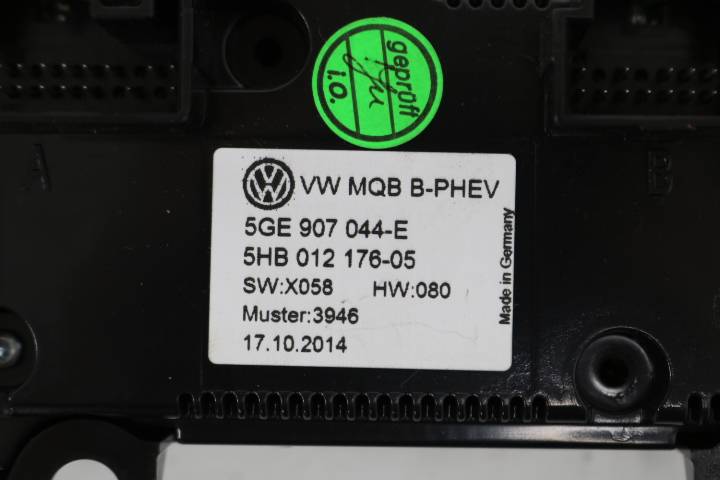 geprüft
i.O.
VW MQB B-PHEV
5GE 907 044-E
5HB 012 176-05
SW:X058 HW:080
Muster:3946
17.10.2014
Made in Germany
A
B